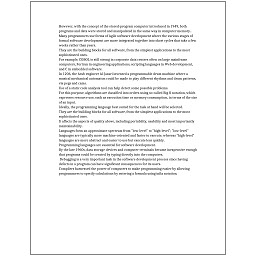 However, with the concept of the stored-program computer introduced in 1949, both
programs and data were stored and manipulated in the same way in computer memory.
Many programmers use forms of Agile software development where the various stages of
formal software development are more integrated together into short cycles that take a few
weeks rather than years.
They are the building blocks for all software, from the simplest applications to the most
sophisticated ones.
For example, COBOL is still strong in corporate data centers often on large mainframe
computers, Fortran in engineering applications, scripting languages in Web development,
and C in embedded software.
In 1206, the Arab engineer Al-Jazari invented a programmable drum machine where a
musical mechanical automaton could be made to play different rhythms and drum patterns,
via pegs and cams.
Use of a static code analysis tool can help detect some possible problems.
For this purpose, algorithms are classified into orders using so-called Big O notation, which
expresses resource use, such as execution time or memory consumption, in terms of the size
of an input.
Ideally, the programming language best suited for the task at hand will be selected.
They are the building blocks for all software, from the simplest applications to the most
sophisticated ones.
It affects the aspects of quality above, including portability, usability and most importantly
maintainability.
Languages form an approximate spectrum from "low-level" to "high-level"; "low-level"
languages are typically more machine-oriented and faster to execute, whereas "high-level"
languages are more abstract and easier to use but execute less quickly.
Programming languages are essential for software development.
By the late 1960s, data storage devices and computer terminals became inexpensive enough
that programs could be created by typing directly into the computers.
Debugging is a very important task in the software development process since having
defects in a program can have significant consequences for its users.
Compilers harnessed the power of computers to make programming easier by allowing
programmers to specify calculations by entering a formula using infix notation.